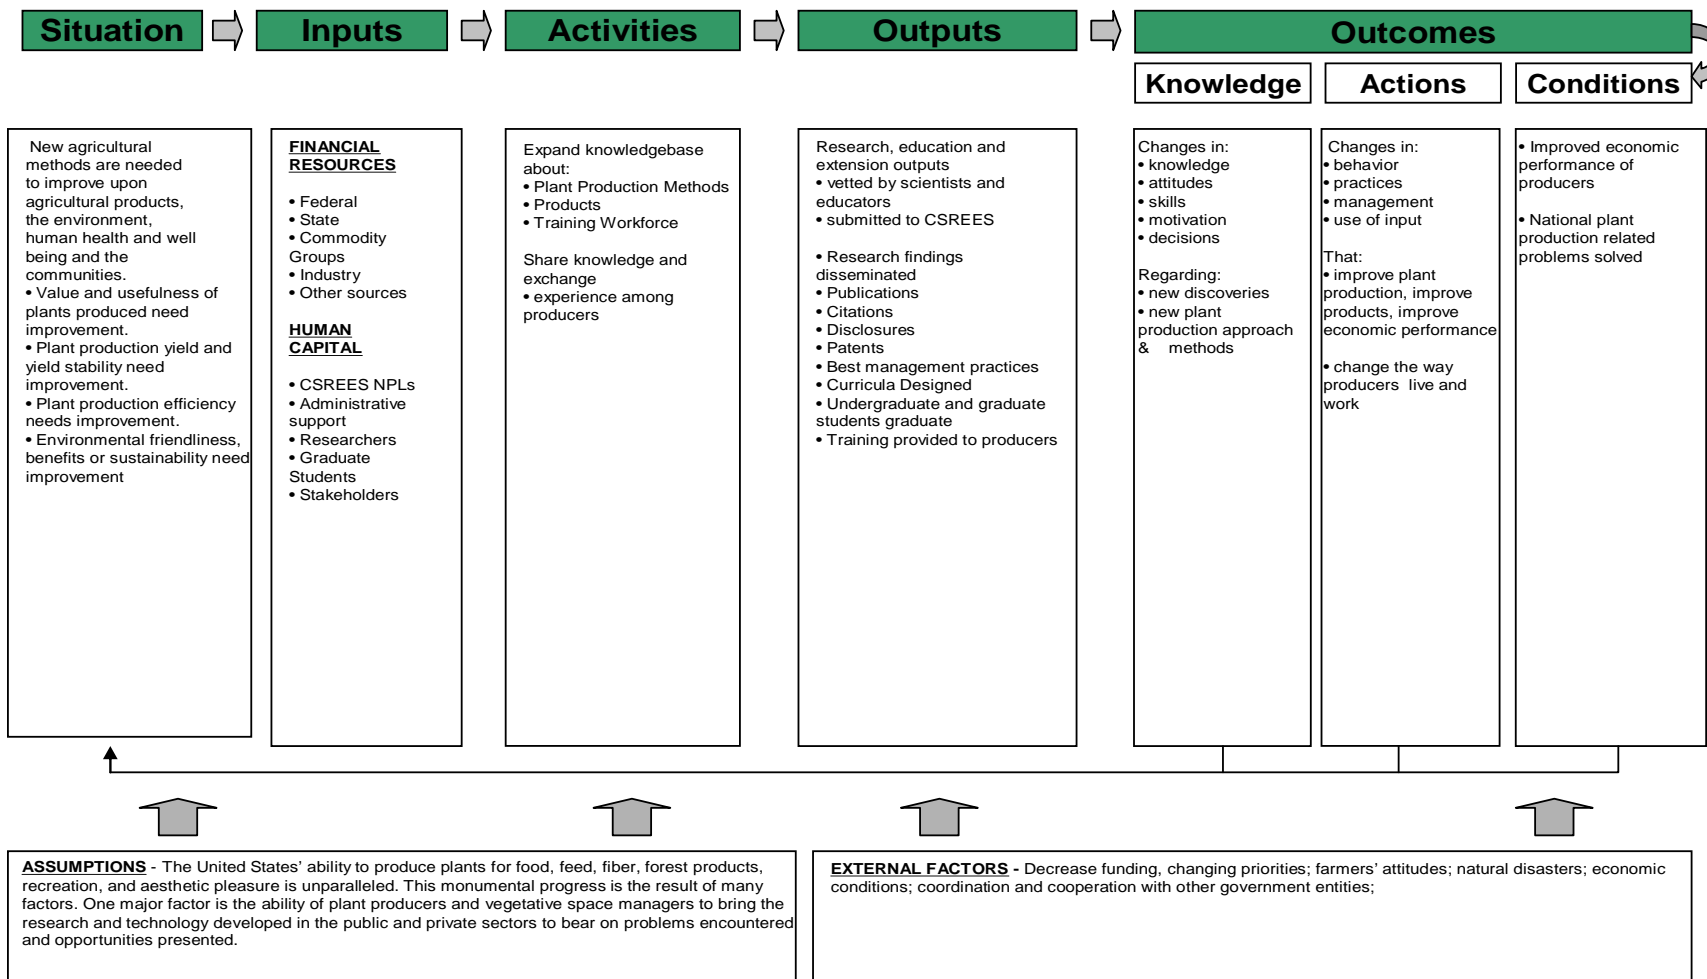 Situation
Inputs
Activities
Outputs
Outcomes
Knowledge
Actions
Conditions
New agricultural
methods are needed
to improve upon
agricultural products,
the environment,
human health and well
being and the
communities.
• Value and usefulness of
plants produced need
improvement.
• Plant production yield and
yield stability need
improvement.
• Plant production efficiency
needs improvement.
• Environmental friendliness,
benefits or sustainability need
improvement
FINANCIAL
RESOURCES
• Federal
• State
• Commodity
Groups
• Industry
• Other sources
HUMAN
CAPITAL
• CSREES NPLs
• Administrative
support
• Researchers
• Graduate
Students
• Stakeholders
Expand knowledgebase
about:
• Plant Production Methods
• Products
• Training Workforce
Share knowledge and
exchange
• experience among
producers
Research, education and
extension outputs
• vetted by scientists and
educators
• submitted to CSREES
• Research findings
disseminated
• Publications
• Citations
• Disclosures
• Patents
• Best management practices
• Curricula Designed
• Undergraduate and graduate
students graduate
• Training provided to producers
Changes in:
• knowledge
• attitudes
• skills
• motivation
• decisions
Regarding:
• new discoveries
• new plant
production approach
& methods
Changes in:
• behavior
• practices
• management
• use of input
That:
• improve plant
production, improve
products, improve
economic performance
• change the way
producers live and
work
• Improved economic
performance of
producers
• National plant
production related
problems solved
ASSUMPTIONS - The United States’ ability to produce plants for food, feed, fiber, forest products,
recreation, and aesthetic pleasure is unparalleled. This monumental progress is the result of many
factors. One major factor is the ability of plant producers and vegetative space managers to bring the
research and technology developed in the public and private sectors to bear on problems encountered
and opportunities presented.
EXTERNAL FACTORS - Decrease funding, changing priorities; farmers’ attitudes; natural disasters; economic
conditions; coordination and cooperation with other government entities;